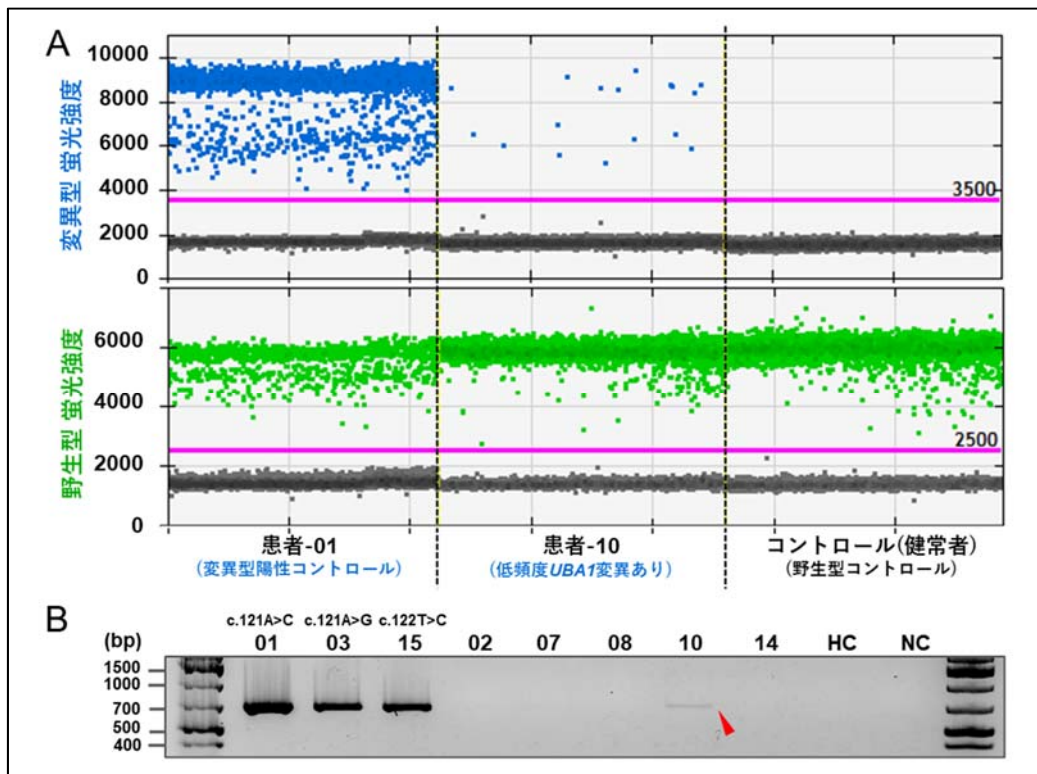 A
変異型 蛍光強度
10000
8000
6000
4000
2000
0
3500
野生型 蛍光強度
6000
4000
2000
0
2500
患者-01
(変異型陽性コントロール)
患者-10
(低頻度UBA1変異あり)
コントロール(健常者)
(野生型コントロール)
B
c.121A>C c.121A>G c.122T>C
(bp) 01 03 15 02 07 08 10 14 HC NC
1500
1000
700
500
400